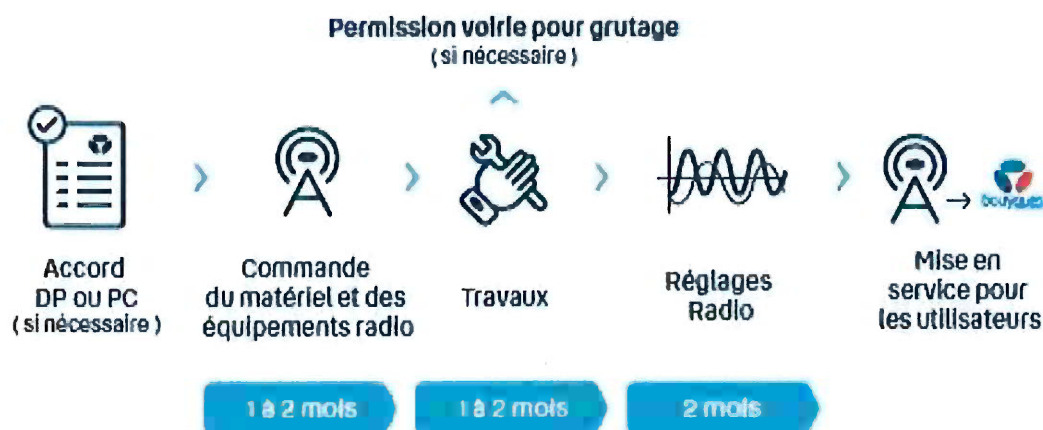 Permission voirie pour grutage
(si nécessaire)
Accord
DP ou PC
(si nécessaire)
Commande
du matériel et des
équipements radio
Travaux
Réglages
Radio
Mise en
service pour
les utilisateurs
1 à 2 mois
1 à 2 mois
2 mois